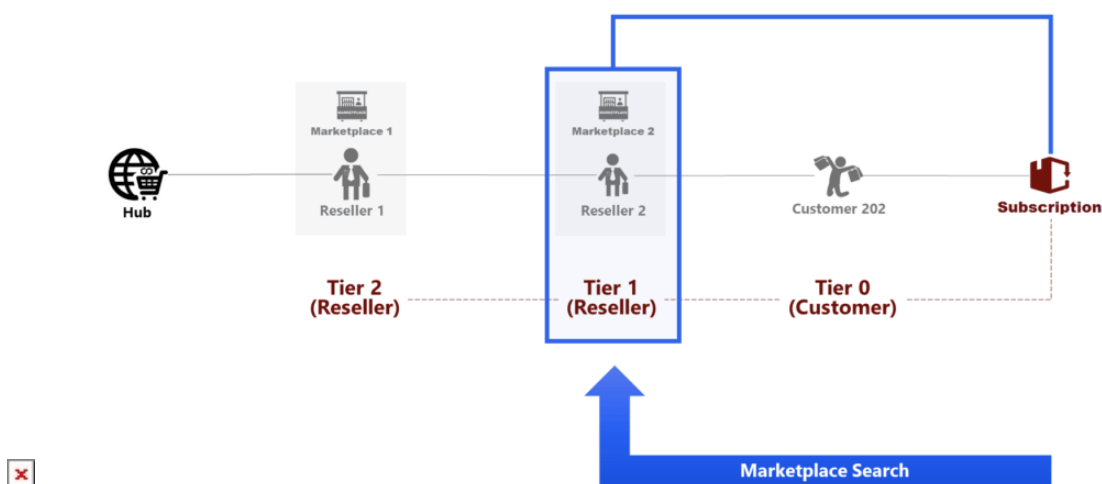 Marketplace 1
Marketplace 2
Hub
Reseller 1
Reseller 2
Customer 202
Subscription
Tier 2
(Reseller)
Tier 1
(Reseller)
Tier 0
(Customer)
Marketplace Search